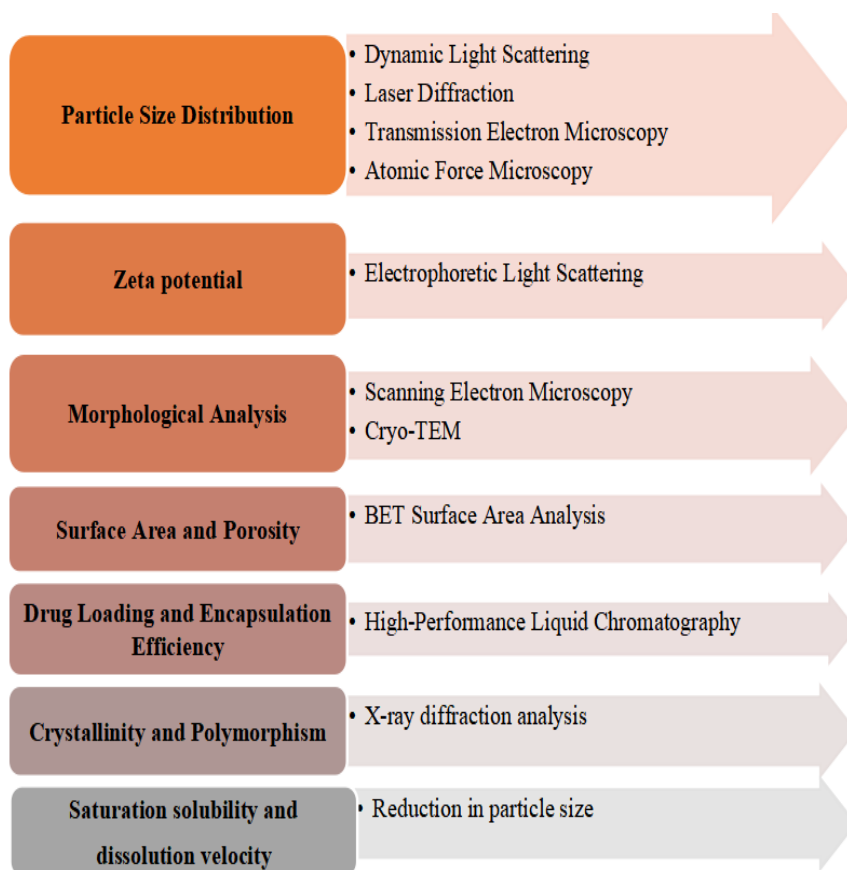 Particle Size Distribution
• Dynamic Light Scattering
• Laser Diffraction
• Transmission Electron Microscopy
• Atomic Force Microscopy
Zeta potential
• Electrophoretic Light Scattering
Morphological Analysis
• Scanning Electron Microscopy
• Cryo-TEM
Surface Area and Porosity
• BET Surface Area Analysis
Drug Loading and Encapsulation
Efficiency
• High-Performance Liquid Chromatography
Crystallinity and Polymorphism
• X-ray diffraction analysis
Saturation solubility and
dissolution velocity
• Reduction in particle size